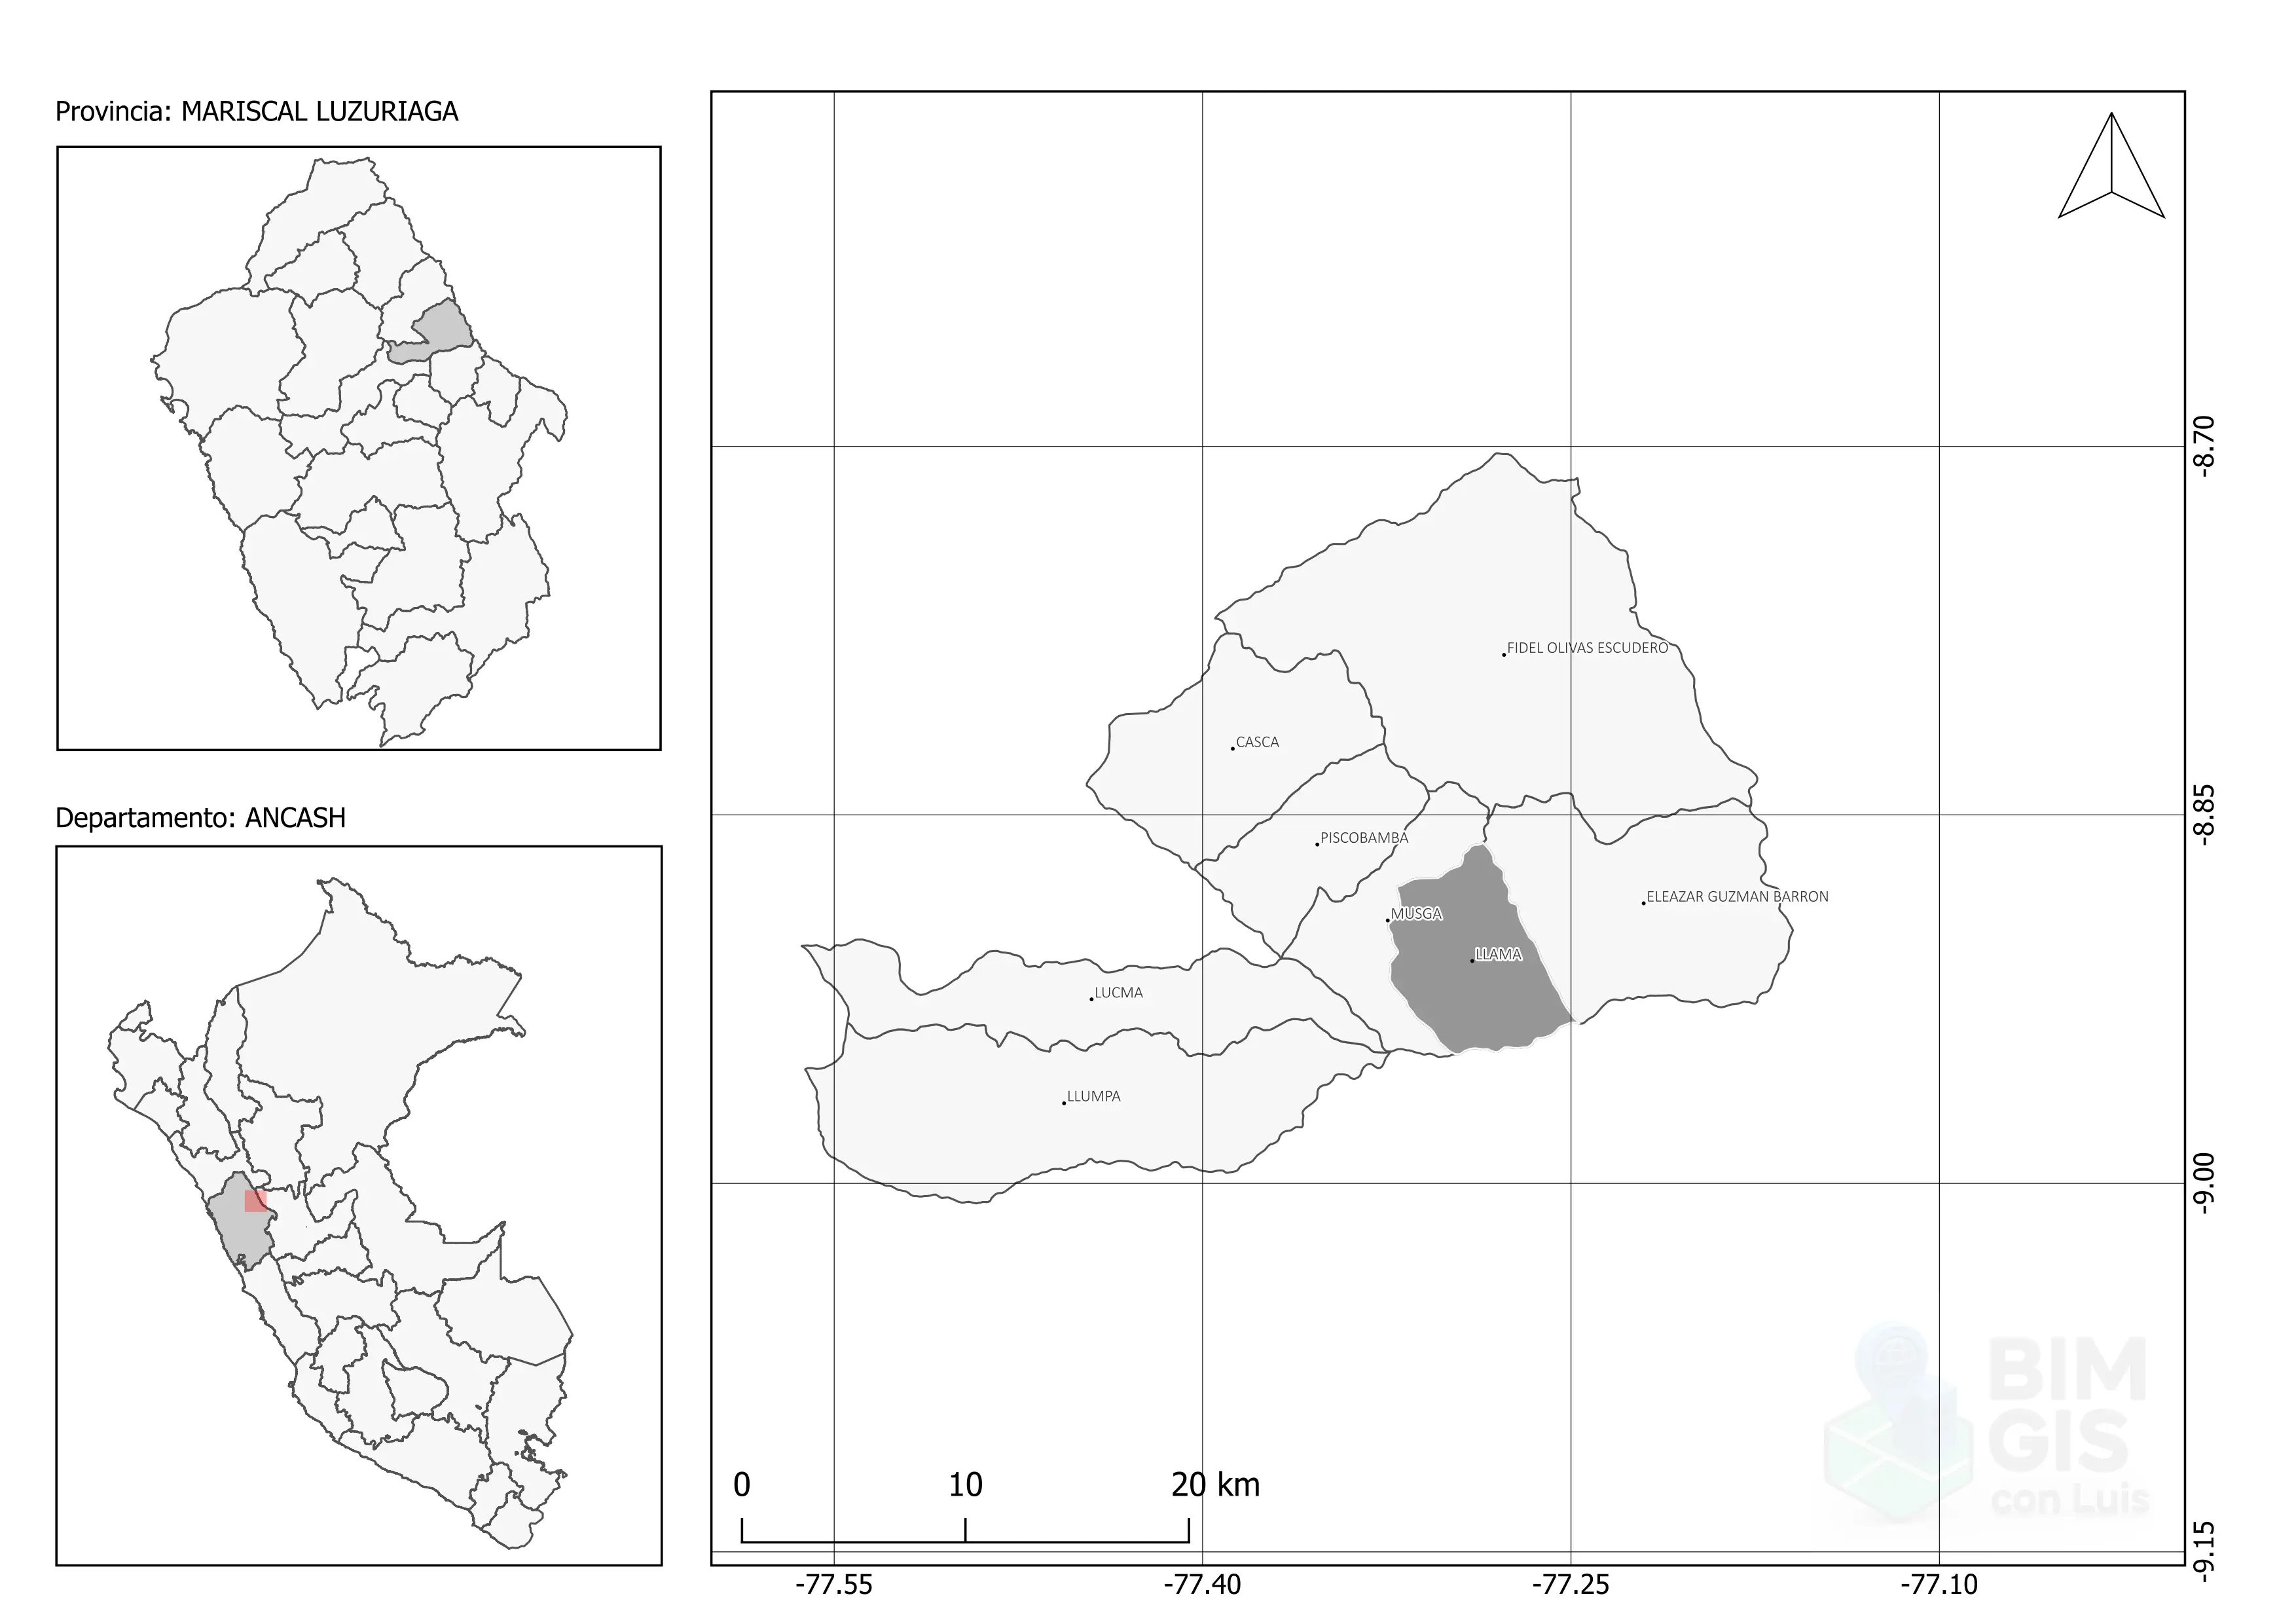 Provincia: MARISCAL LUZURIAGA
Departamento: ANCASH
FIDEL OLIVAS ESCUDERO
CASCA
PISCOBAMBA
ELEAZAR GUZMAN BARRON
MUSGA
LLAMA
LUCMA
LLUMPA
-8.70
-8.85
-9.00
-9.15
0 10 20 km
-77.55 -77.40 -77.25 -77.10
BIM
GIS
con Luis